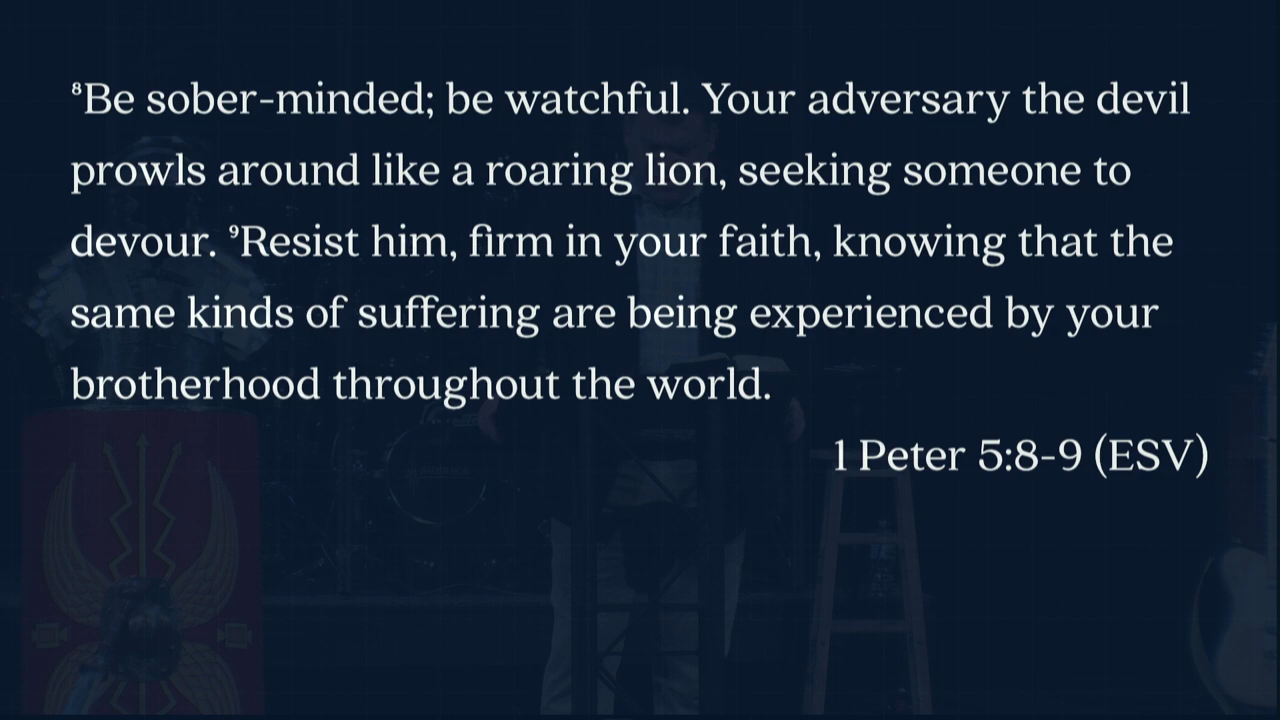 ⁸Be sober-minded; be watchful. Your adversary the devil
prowls around like a roaring lion, seeking someone to
devour. ⁹Resist him, firm in your faith, knowing that the
same kinds of suffering are being experienced by your
brotherhood throughout the world.
1 Peter 5:8-9 (ESV)